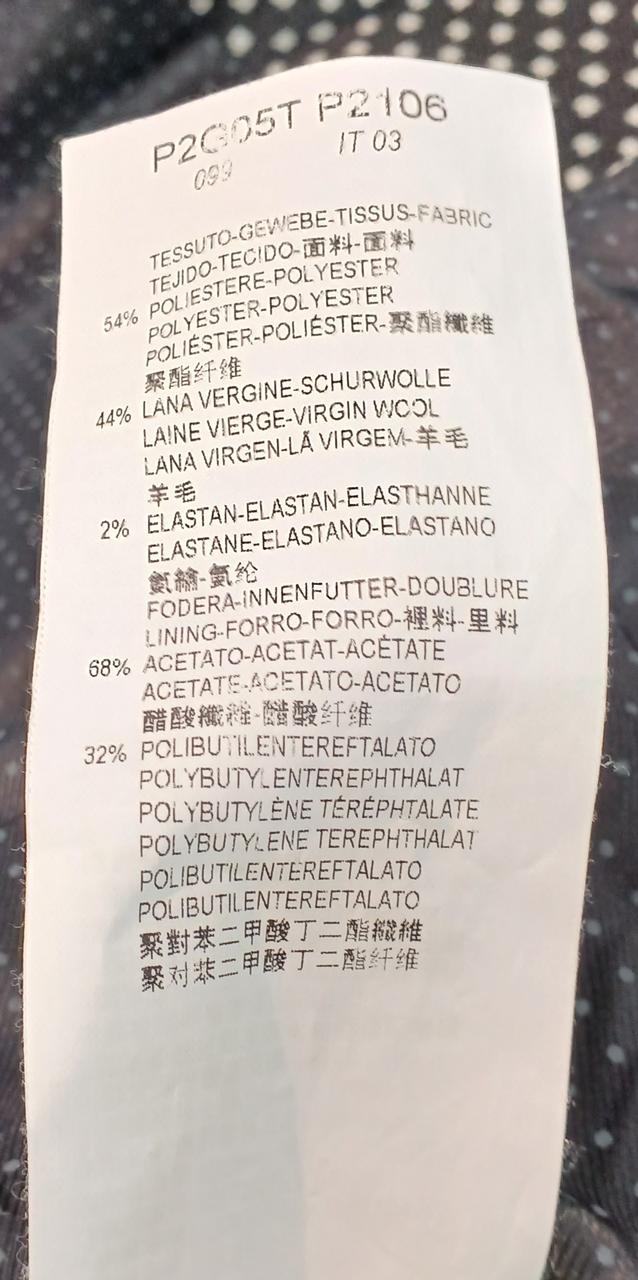 P2G05T P2106
099 IT 03
TESSUTO-GEWEBE-TISSUS-FABRIC
TEJIDO-TECIDO-面料-面料
54% POLIESTERE-POLYESTER
POLYESTER-POLYESTER
POLIÉSTER-POLIÉSTER-聚酯纖維
聚酯纤维
44% LANA VERGINE-SCHURWOLLE
LAINE VIERGE-VIRGIN WOOL
LANA VIRGEN-LÃ VIRGEM-羊毛
羊毛
2% ELASTAN-ELASTAN-ELASTHANNE
ELASTANE-ELASTANO-ELASTANO
氨綸-氨纶
FODERA-INNENFUTTER-DOUBLURE
LINING-FORRO-FORRO-裡料-里料
68% ACETATO-ACETAT-ACÉTATE
ACETATE-ACETATO-ACETATO
醋酸纖維-醋酸纤维
32% POLIBUTILENTEREFTALATO
POLYBUTYLENTEREPHTHALAT
POLYBUTYLÈNE TÉRÉPHTALATE
POLYBUTYLENE TEREPHTHALAT
POLIBUTILENTEREFTALATO
POLIBUTILENTEREFTALATO
聚對苯二甲酸丁二酯纖維
聚对苯二甲酸丁二酯纤维